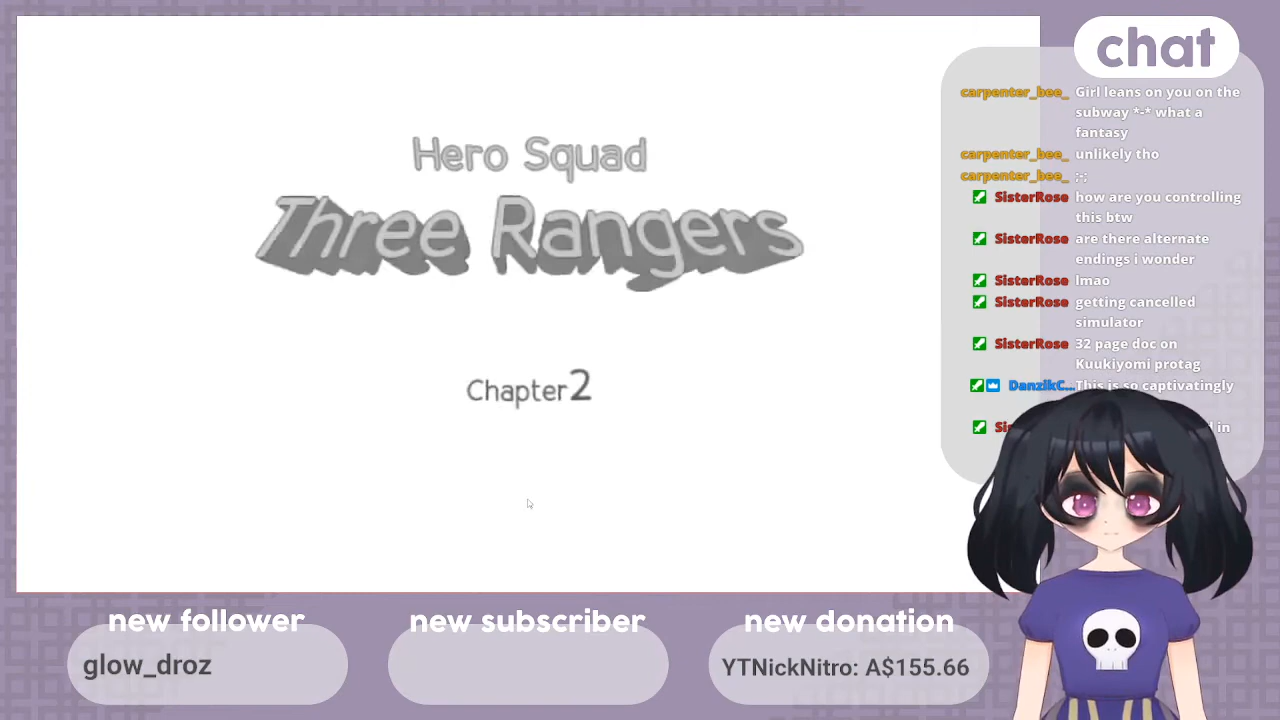 Hero Squad
Three Rangers
Chapter 2
chat
carpenter_bee_ Girl leans on you on the
subway *-* what a
fantasy
carpenter_bee_ unlikely tho
carpenter_bee_ ;-;
SisterRose how are you controlling
this btw
SisterRose are there alternate
endings i wonder
SisterRose lmao
SisterRose getting cancelled
simulator
SisterRose 32 page doc on
Kuukiyomi protag
DanzikC... This is so captivatingly
new follower
glow_droz
new subscriber
new donation
YTNickNitro: A$155.66